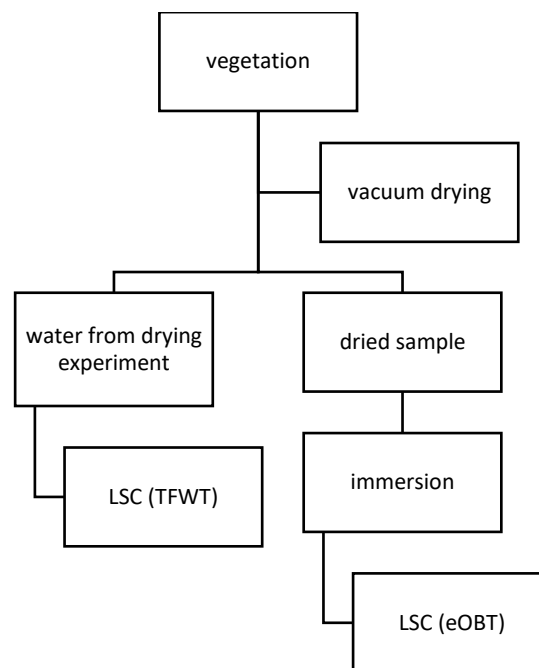 vegetation
vacuum drying
water from drying
experiment
dried sample
LSC (TFWT)
immersion
LSC (eOBT)